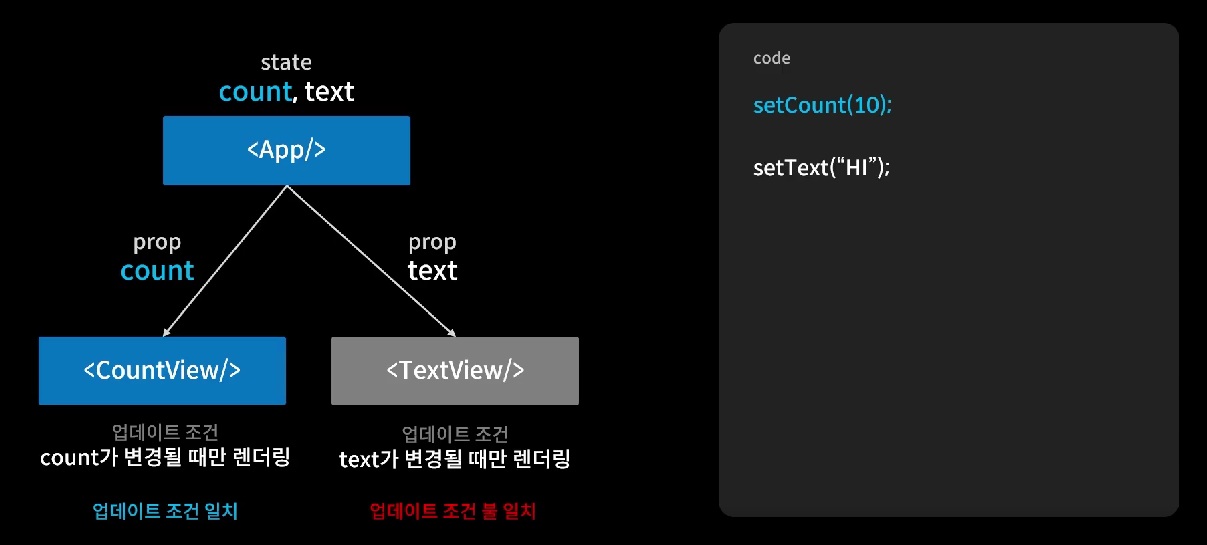 state
count, text
<App/>
prop
count
prop
text
<CountView/>
<TextView/>
업데이트 조건
count가 변경될 때만 렌더링
업데이트 조건
text가 변경될 때만 렌더링
업데이트 조건 일치
업데이트 조건 불 일치
code
setCount(10);
setText(“HI”);